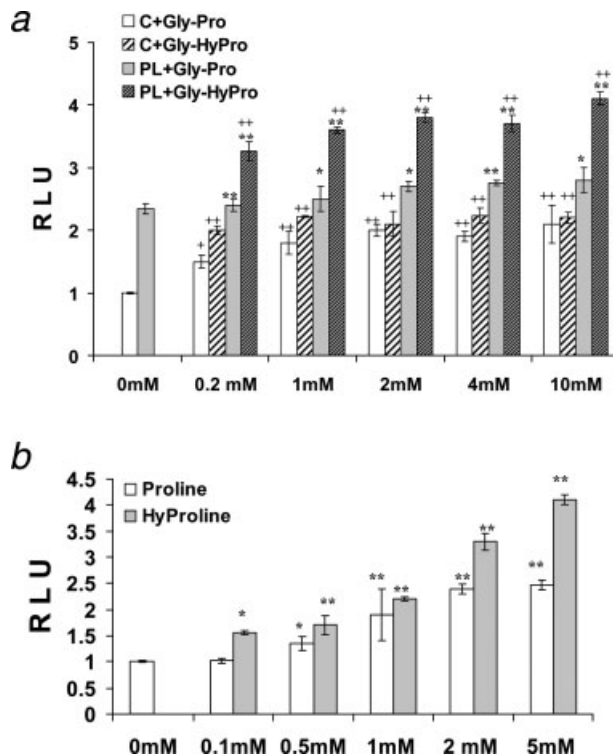 a
C+Gly-Pro
C+Gly-HyPro
PL+Gly-Pro
PL+Gly-HyPro
RLU
5
4
3
2
1
0
+ ++ ** ++ **
++ ++ * ++ **
++ ++ * ++ **
++ ++ ** ++ **
++ ++ * ++ **
0mM 0.2 mM 1mM 2mM 4mM 10mM
b
Proline
HyProline
RLU
4.5
4
3.5
3
2.5
2
1.5
1
0.5
0
* * ** ** ** ** ** ** **
0mM 0.1mM 0.5mM 1mM 2 mM 5mM